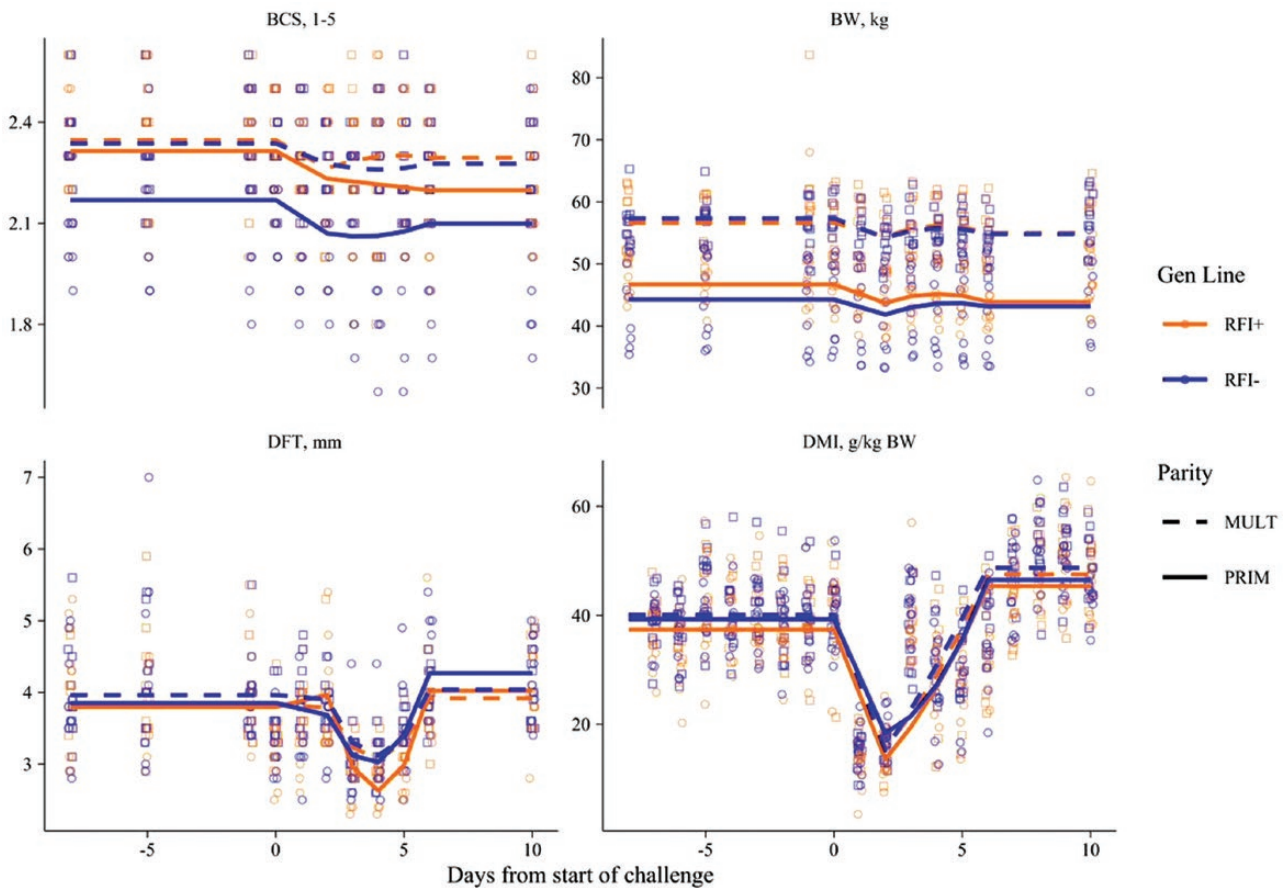 BCS, 1-5
BW, kg
2.4
2.1
1.8
80
70
60
50
40
30
DFT, mm
DMI, g/kg BW
7
6
5
4
3
60
40
20
-5 0 5 10
-5 0 5 10
Days from start of challenge
Gen Line
RFI+
RFI-
Parity
MULT
PRIM